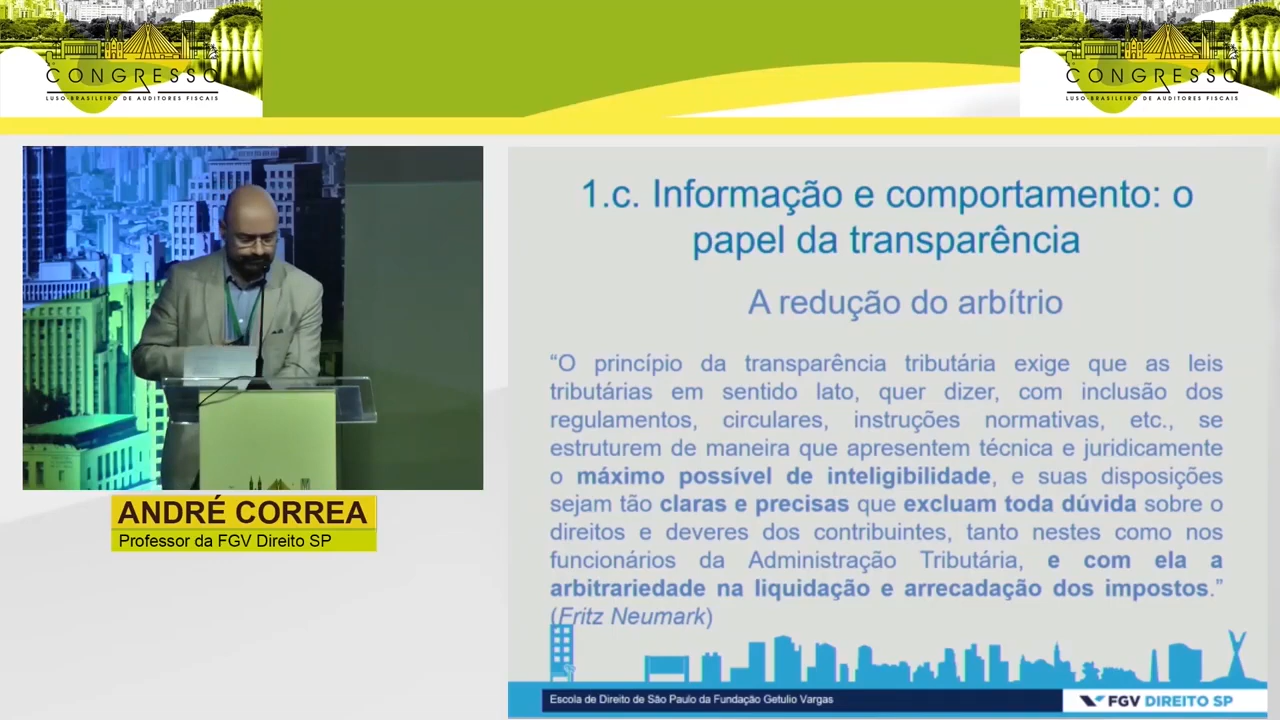 CONGRESSO
LUSO-BRASILEIRO DE AUDITORES FISCAIS
CONGRESSO
LUSO-BRASILEIRO DE AUDITORES FISCAIS
ANDRÉ CORREA
Professor da FGV Direito SP
1.c. Informação e comportamento: o
papel da transparência
A redução do arbítrio
“O princípio da transparência tributária exige que as leis
tributárias em sentido lato, quer dizer, com inclusão dos
regulamentos, circulares, instruções normativas, etc., se
estruturem de maneira que apresentem técnica e juridicamente
o máximo possível de inteligibilidade, e suas disposições
sejam tão claras e precisas que excluam toda dúvida sobre o
direitos e deveres dos contribuintes, tanto nestes como nos
funcionários da Administração Tributária, e com ela a
arbitrariedade na liquidação e arrecadação dos impostos.”
(Fritz Neumark)
Escola de Direito de São Paulo da Fundação Getulio Vargas
FGV DIREITO SP